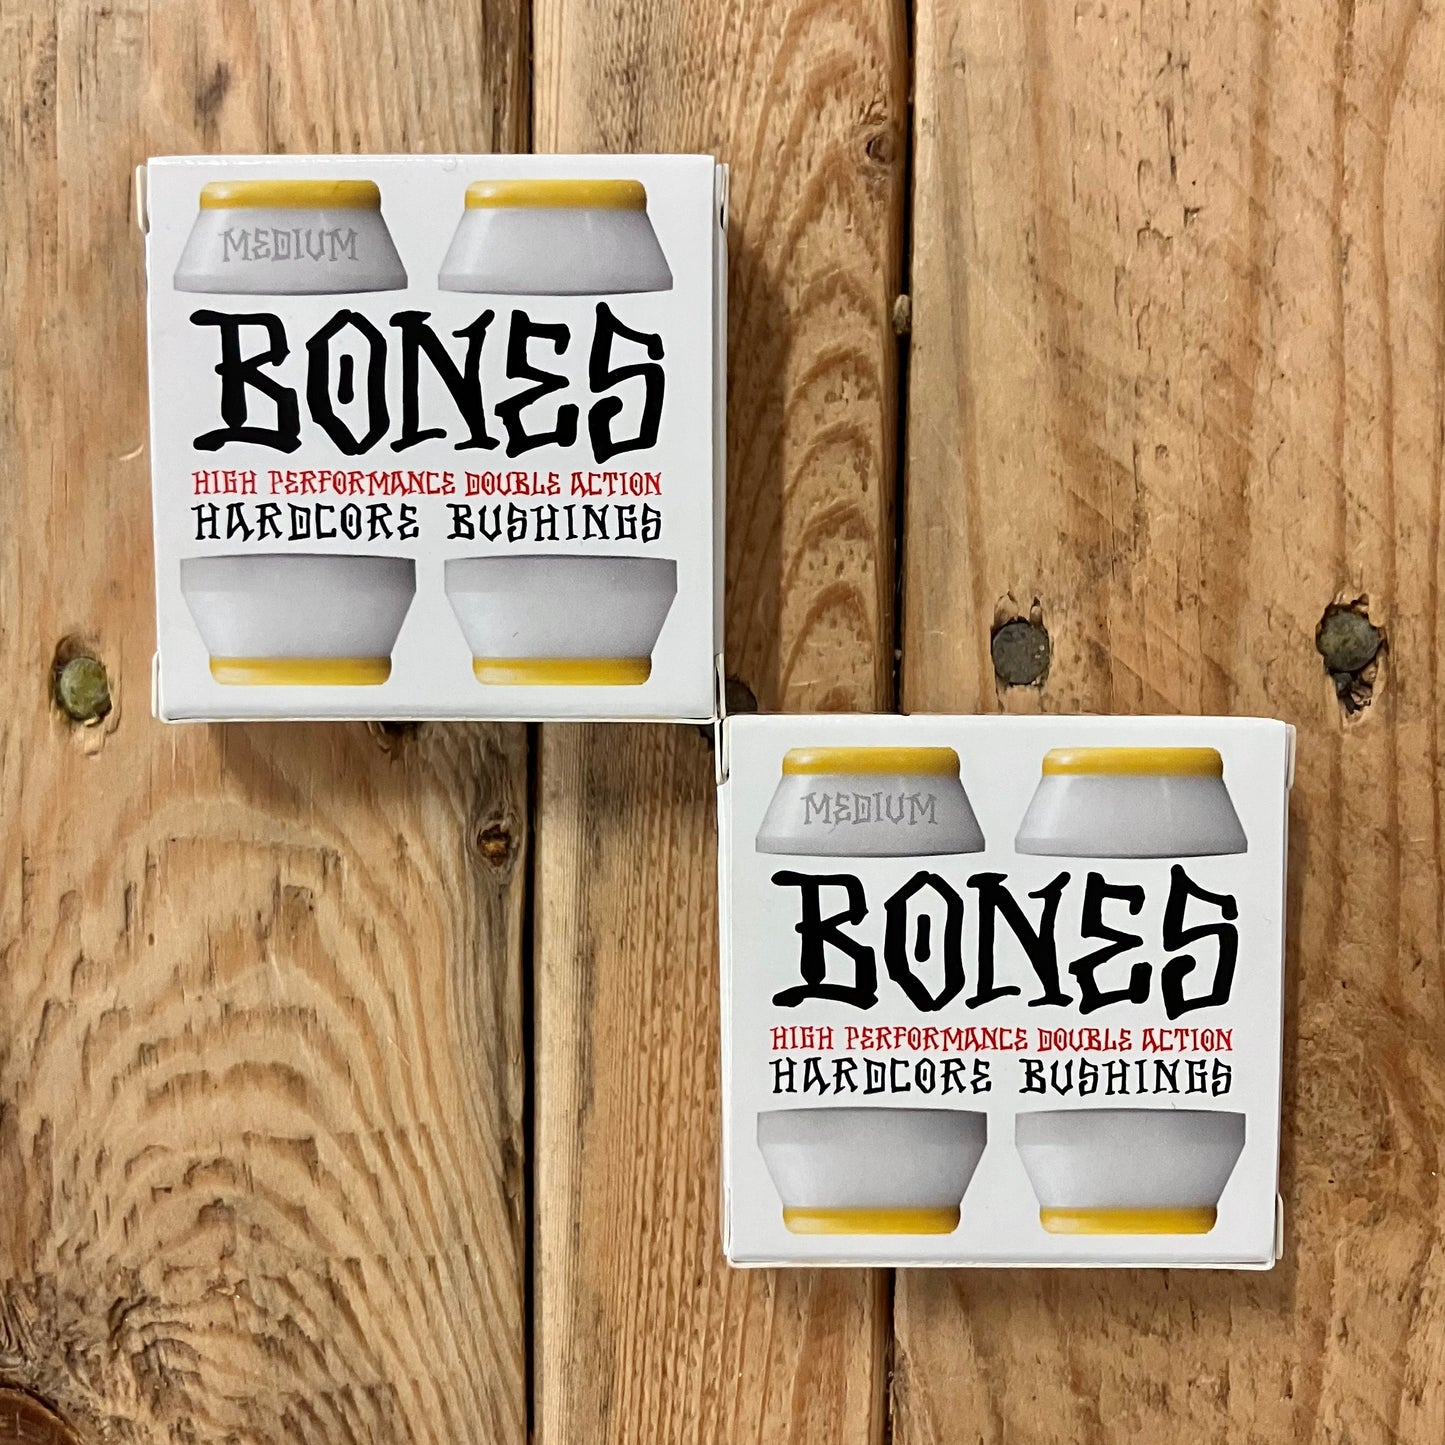 MEDIUM
BONES
HIGH PERFORMANCE DOUBLE ACTION
HARDCORE BUSHINGS
MEDIUM
BONES
HIGH PERFORMANCE DOUBLE ACTION
HARDCORE BUSHINGS